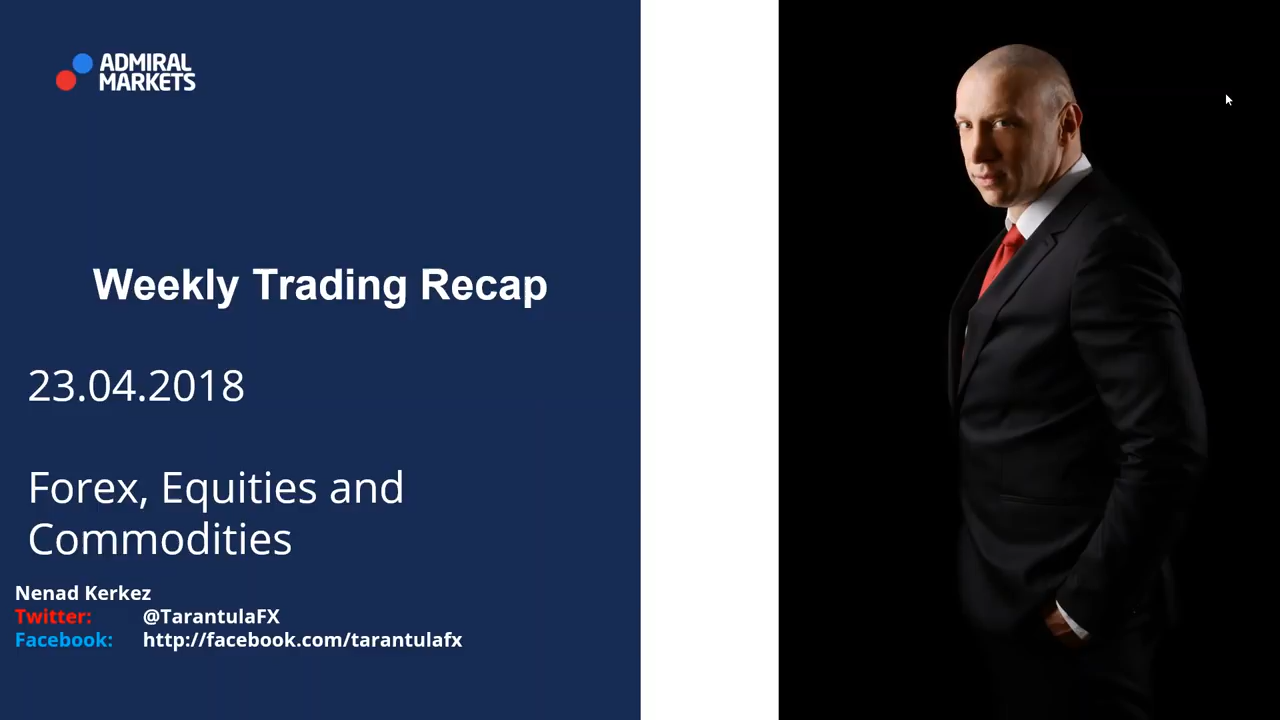 ADMIRAL
MARKETS
Weekly Trading Recap
23.04.2018
Forex, Equities and
Commodities
Nenad Kerkez
Twitter: @TarantulaFX
Facebook: http://facebook.com/tarantulafx